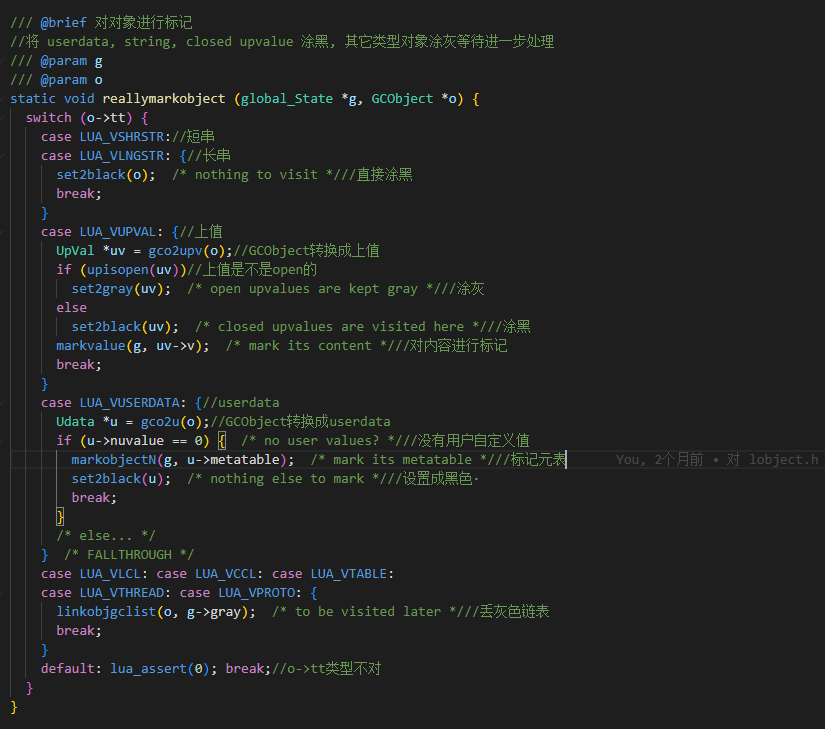 /// @brief 对对象进行标记
//将 userdata, string, closed upvalue 涂黑, 其它类型对象涂灰等待进一步处理
/// @param g
/// @param o
static void reallymarkobject (global_State *g, GCObject *o) {
  switch (o->tt) {
    case LUA_VSHRSTR://短串
    case LUA_VLNGSTR: {//长串
      set2black(o);  /* nothing to visit *///直接涂黑
      break;
    }
    case LUA_VUPVAL: {//上值
      UpVal *uv = gco2upv(o);//GCObject转换成上值
      if (upisopen(uv))//上值是不是open的
        set2gray(uv);  /* open upvalues are kept gray *///涂灰
      else
        set2black(uv);  /* closed upvalues are visited here *///涂黑
      markvalue(g, uv->v);  /* mark its content *///对内容进行标记
      break;
    }
    case LUA_VUSERDATA: {//userdata
      Udata *u = gco2u(o);//GCObject转换成userdata
      if (u->nuvalue == 0) {  /* no user values? *///没有用户自定义值
        markobjectN(g, u->metatable);  /* mark its metatable *///标记元表 You, 2个月前 • 对 lobject.h
        set2black(u);  /* nothing else to mark *///设置成黑色·
        break;
      }
      /* else... */
    }  /* FALLTHROUGH */
    case LUA_VLCL: case LUA_VCCL: case LUA_VTABLE:
    case LUA_VTHREAD: case LUA_VPROTO: {
      linkobjgclist(o, g->gray);  /* to be visited later *///丢灰色链表
      break;
    }
    default: lua_assert(0); break;//o->tt类型不对
  }
}